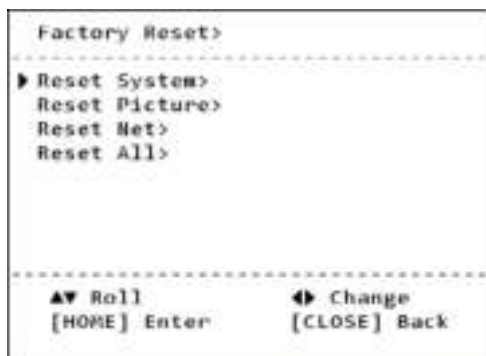 Factory Reset>
▶ Reset System>
Reset Picture>
Reset Net>
Reset All>
▲▼ Roll ◀▶ Change
[HOME] Enter [CLOSE] Back